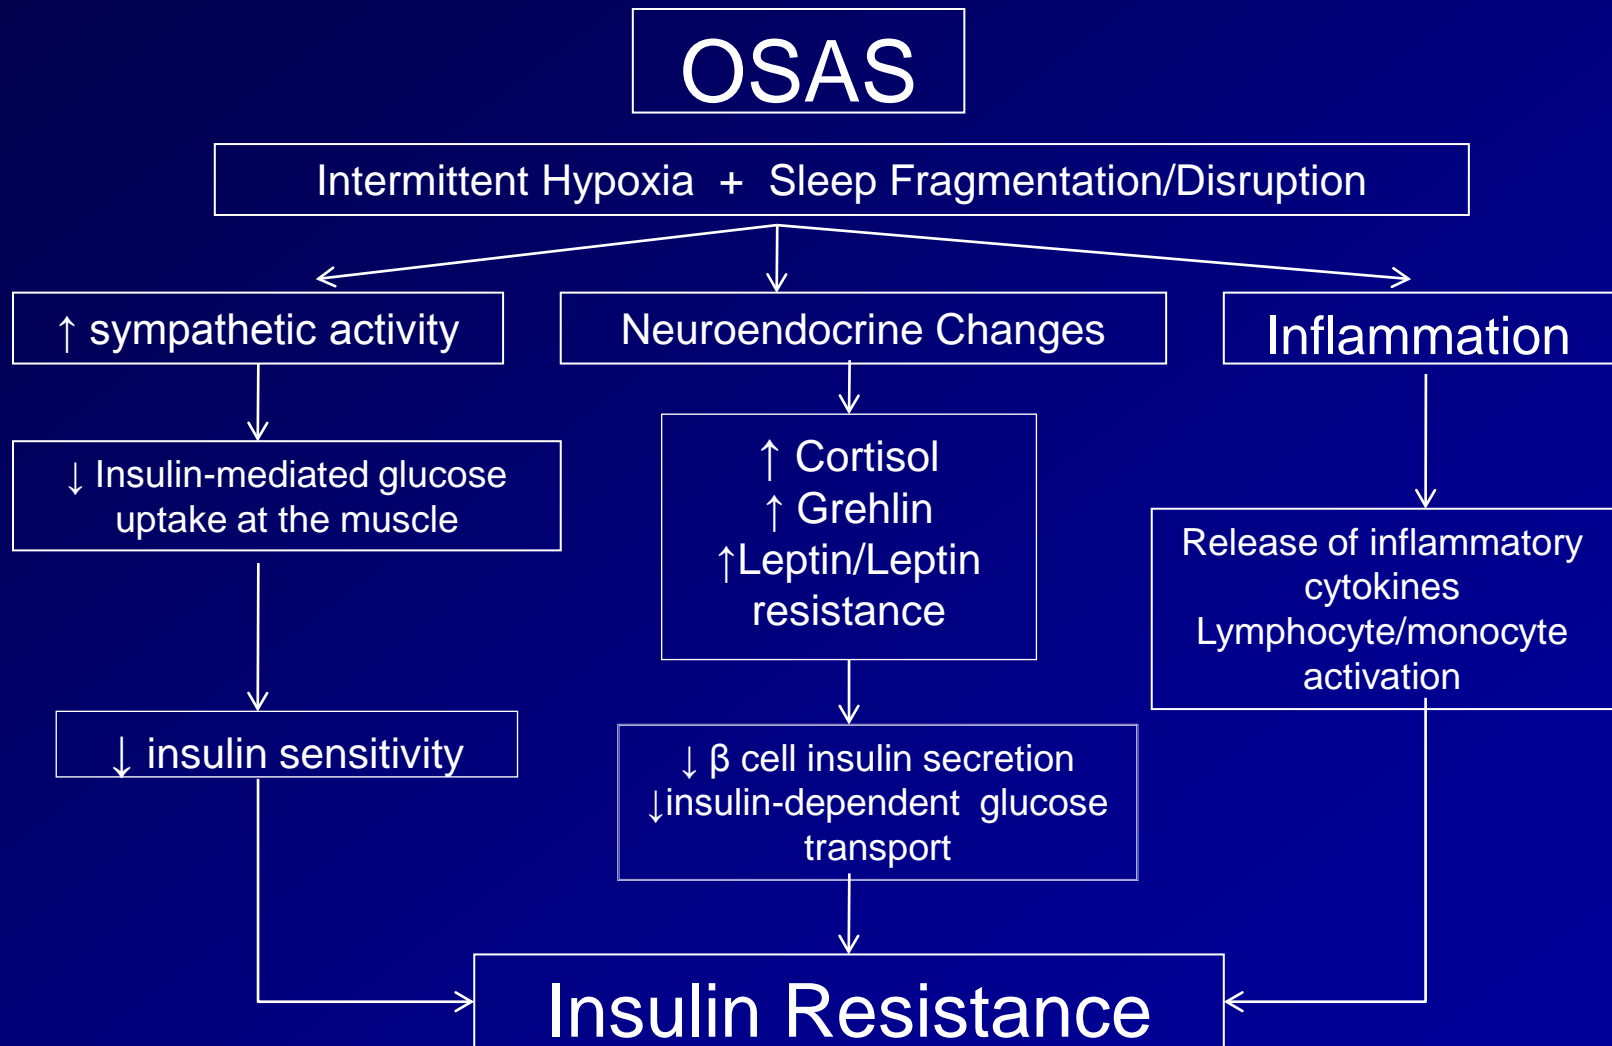 OSAS
Intermittent Hypoxia + Sleep Fragmentation/Disruption
↑ sympathetic activity
Neuroendocrine Changes
Inflammation
↓ Insulin-mediated glucose
uptake at the muscle
↑ Cortisol
↑ Grehlin
↑Leptin/Leptin
resistance
Release of inflammatory
cytokines
Lymphocyte/monocyte
activation
↓ insulin sensitivity
↓ β cell insulin secretion
↓insulin-dependent glucose
transport
Insulin Resistance